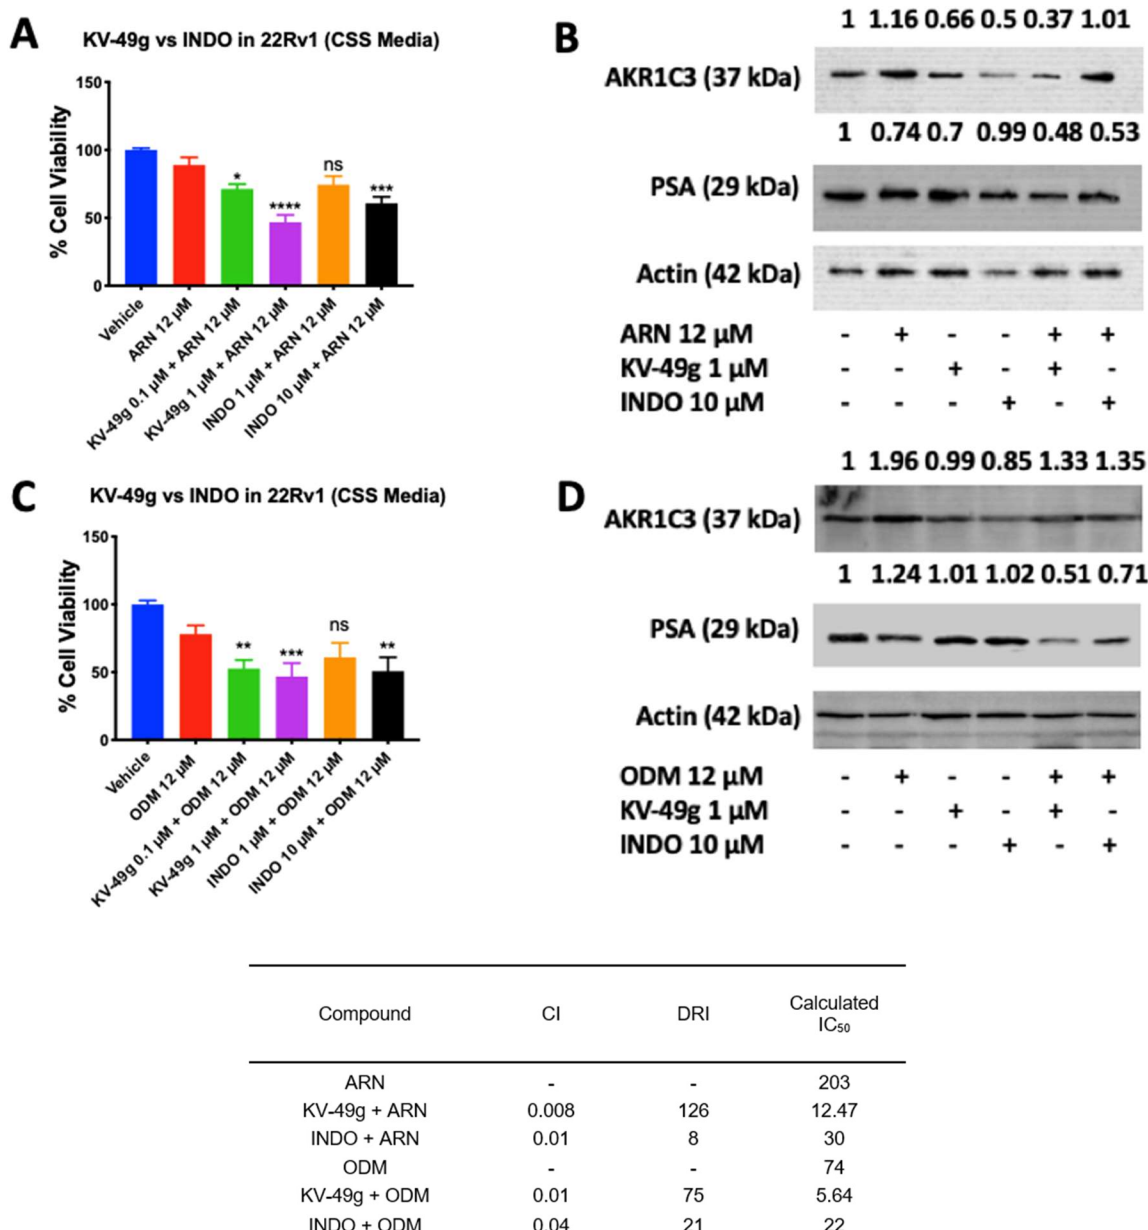 A
KV-49g vs INDO in 22Rv1 (CSS Media)
% Cell Viability
150
100
50
0
*
****
ns
***
Vehicle
ARN 12 µM
KV-49g 0.1 µM + ARN 12 µM
KV-49g 1 µM + ARN 12 µM
INDO 1 µM + ARN 12 µM
INDO 10 µM + ARN 12 µM
B
1 1.16 0.66 0.5 0.37 1.01
AKR1C3 (37 kDa)
1 0.74 0.7 0.99 0.48 0.53
PSA (29 kDa)
Actin (42 kDa)
ARN 12 µM - + - - + +
KV-49g 1 µM - - + - + -
INDO 10 µM - - - + - +
C
KV-49g vs INDO in 22Rv1 (CSS Media)
% Cell Viability
150
100
50
0
**
***
ns
**
Vehicle
ODM 12 µM
KV-49g 0.1 µM + ODM 12 µM
KV-49g 1 µM + ODM 12 µM
INDO 1 µM + ODM 12 µM
INDO 10 µM + ODM 12 µM
D
1 1.96 0.99 0.85 1.33 1.35
AKR1C3 (37 kDa)
1 1.24 1.01 1.02 0.51 0.71
PSA (29 kDa)
Actin (42 kDa)
ODM 12 µM - + - - + +
KV-49g 1 µM - - + - + -
INDO 10 µM - - - + - +
Compound CI DRI Calculated
IC₅₀
ARN - - 203
KV-49g + ARN 0.008 126 12.47
INDO + ARN 0.01 8 30
ODM - - 74
KV-49g + ODM 0.01 75 5.64
INDO + ODM 0.04 21 22